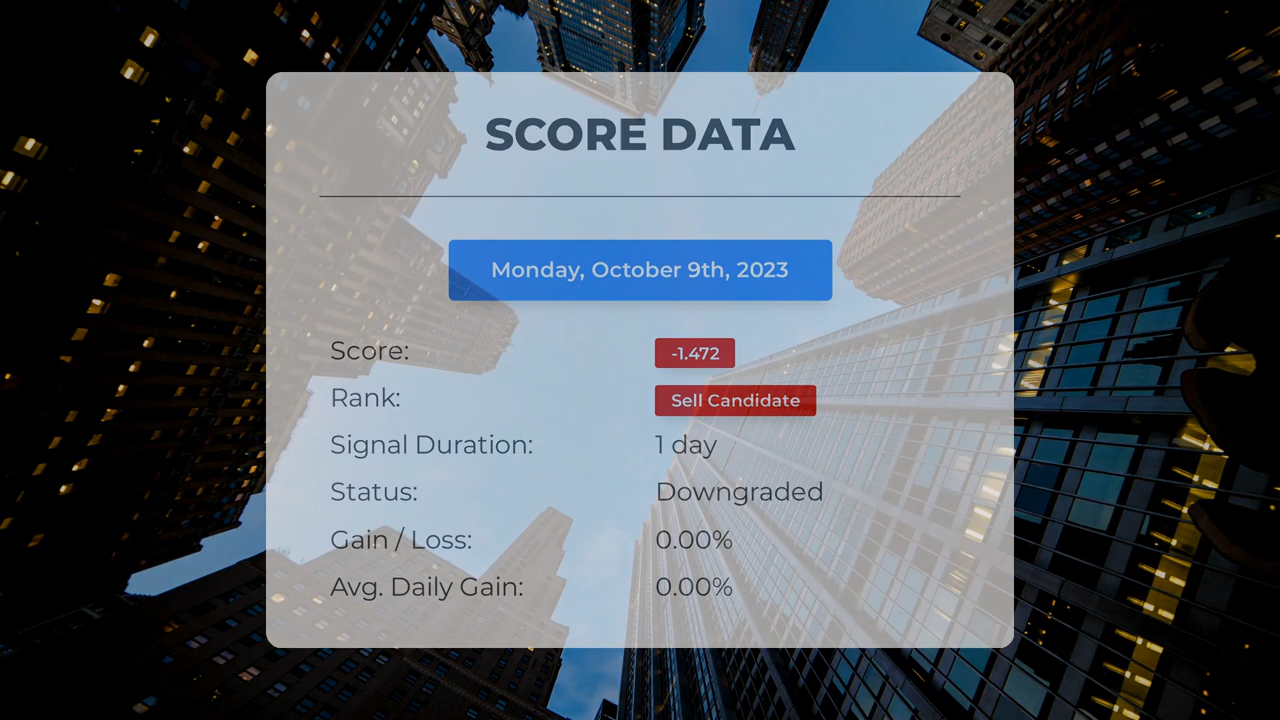 SCORE DATA
Monday, October 9th, 2023
Score: -1.472
Rank: Sell Candidate
Signal Duration: 1 day
Status: Downgraded
Gain / Loss: 0.00%
Avg. Daily Gain: 0.00%